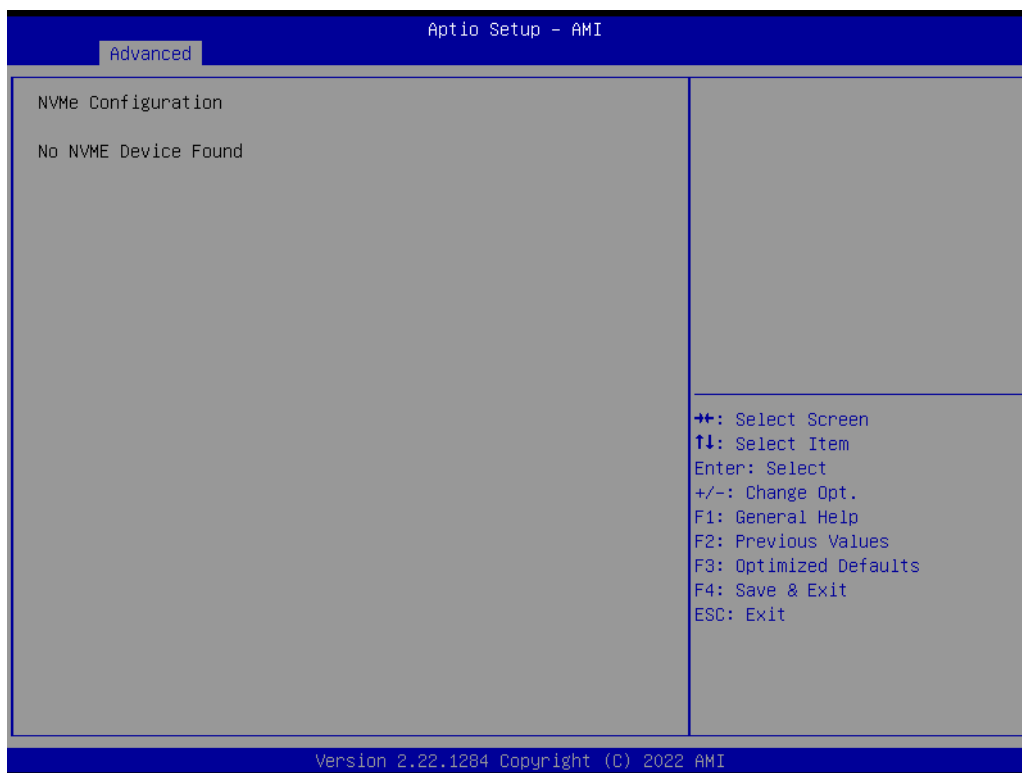 Aptio Setup – AMI
Advanced
NVMe Configuration
No NVME Device Found
→←: Select Screen
↑↓: Select Item
Enter: Select
+/-: Change Opt.
F1: General Help
F2: Previous Values
F3: Optimized Defaults
F4: Save & Exit
ESC: Exit
Version 2.22.1284 Copyright (C) 2022 AMI